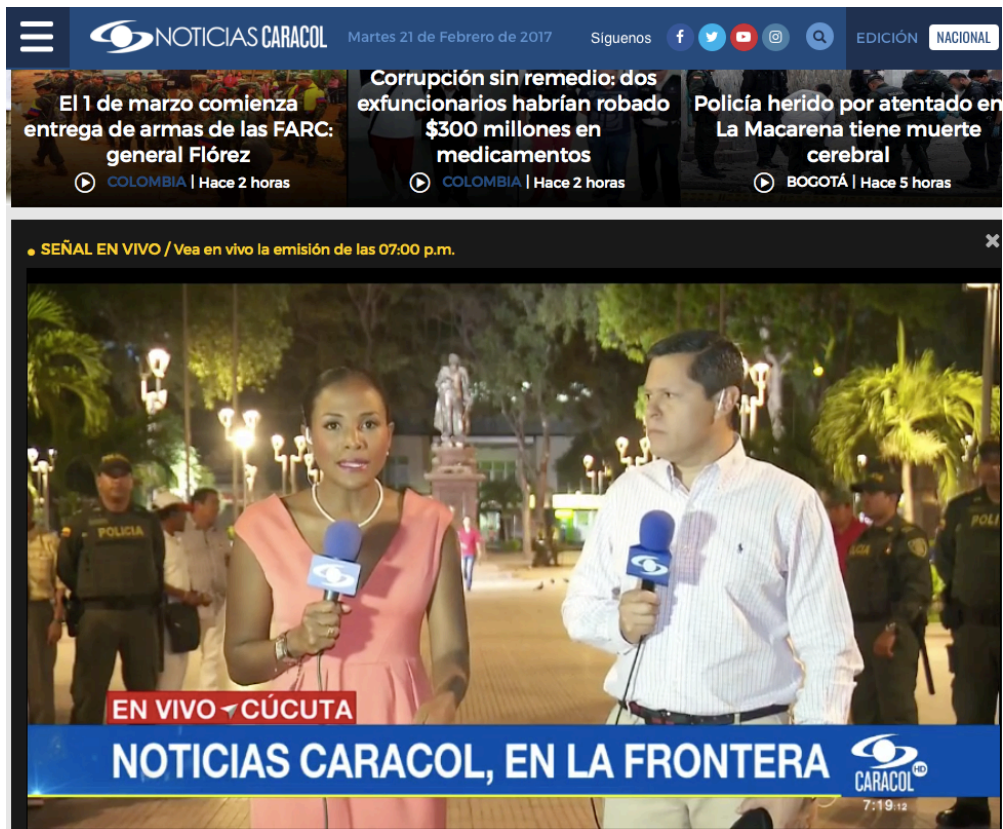 NOTICIAS CARACOL
Martes 21 de Febrero de 2017
Síguenos
EDICIÓN
NACIONAL
El 1 de marzo comienza
entrega de armas de las FARC:
general Flórez
COLOMBIA | Hace 2 horas
Corrupción sin remedio: dos
exfuncionarios habrían robado
$300 millones en
medicamentos
COLOMBIA | Hace 2 horas
Policía herido por atentado en
La Macarena tiene muerte
cerebral
BOGOTÁ | Hace 5 horas
• SEÑAL EN VIVO / Vea en vivo la emisión de las 07:00 p.m.
POLICIA
POLI
EN VIVO CÚCUTA
NOTICIAS CARACOL, EN LA FRONTERA
CARACOL HD
7:19:12